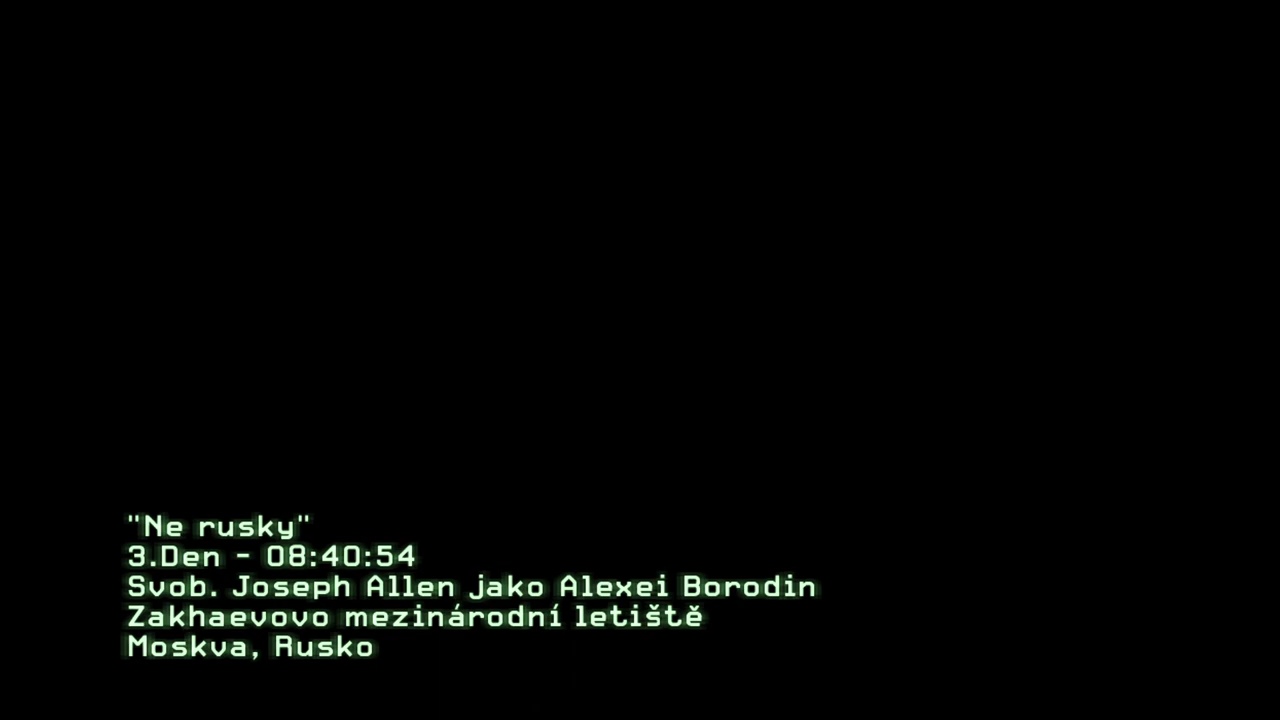 "Ne rusky"
3.Den - 08:40:54
Svob. Joseph Allen jako Alexei Borodin
Zakhaevovo mezinárodní letiště
Moskva, Rusko